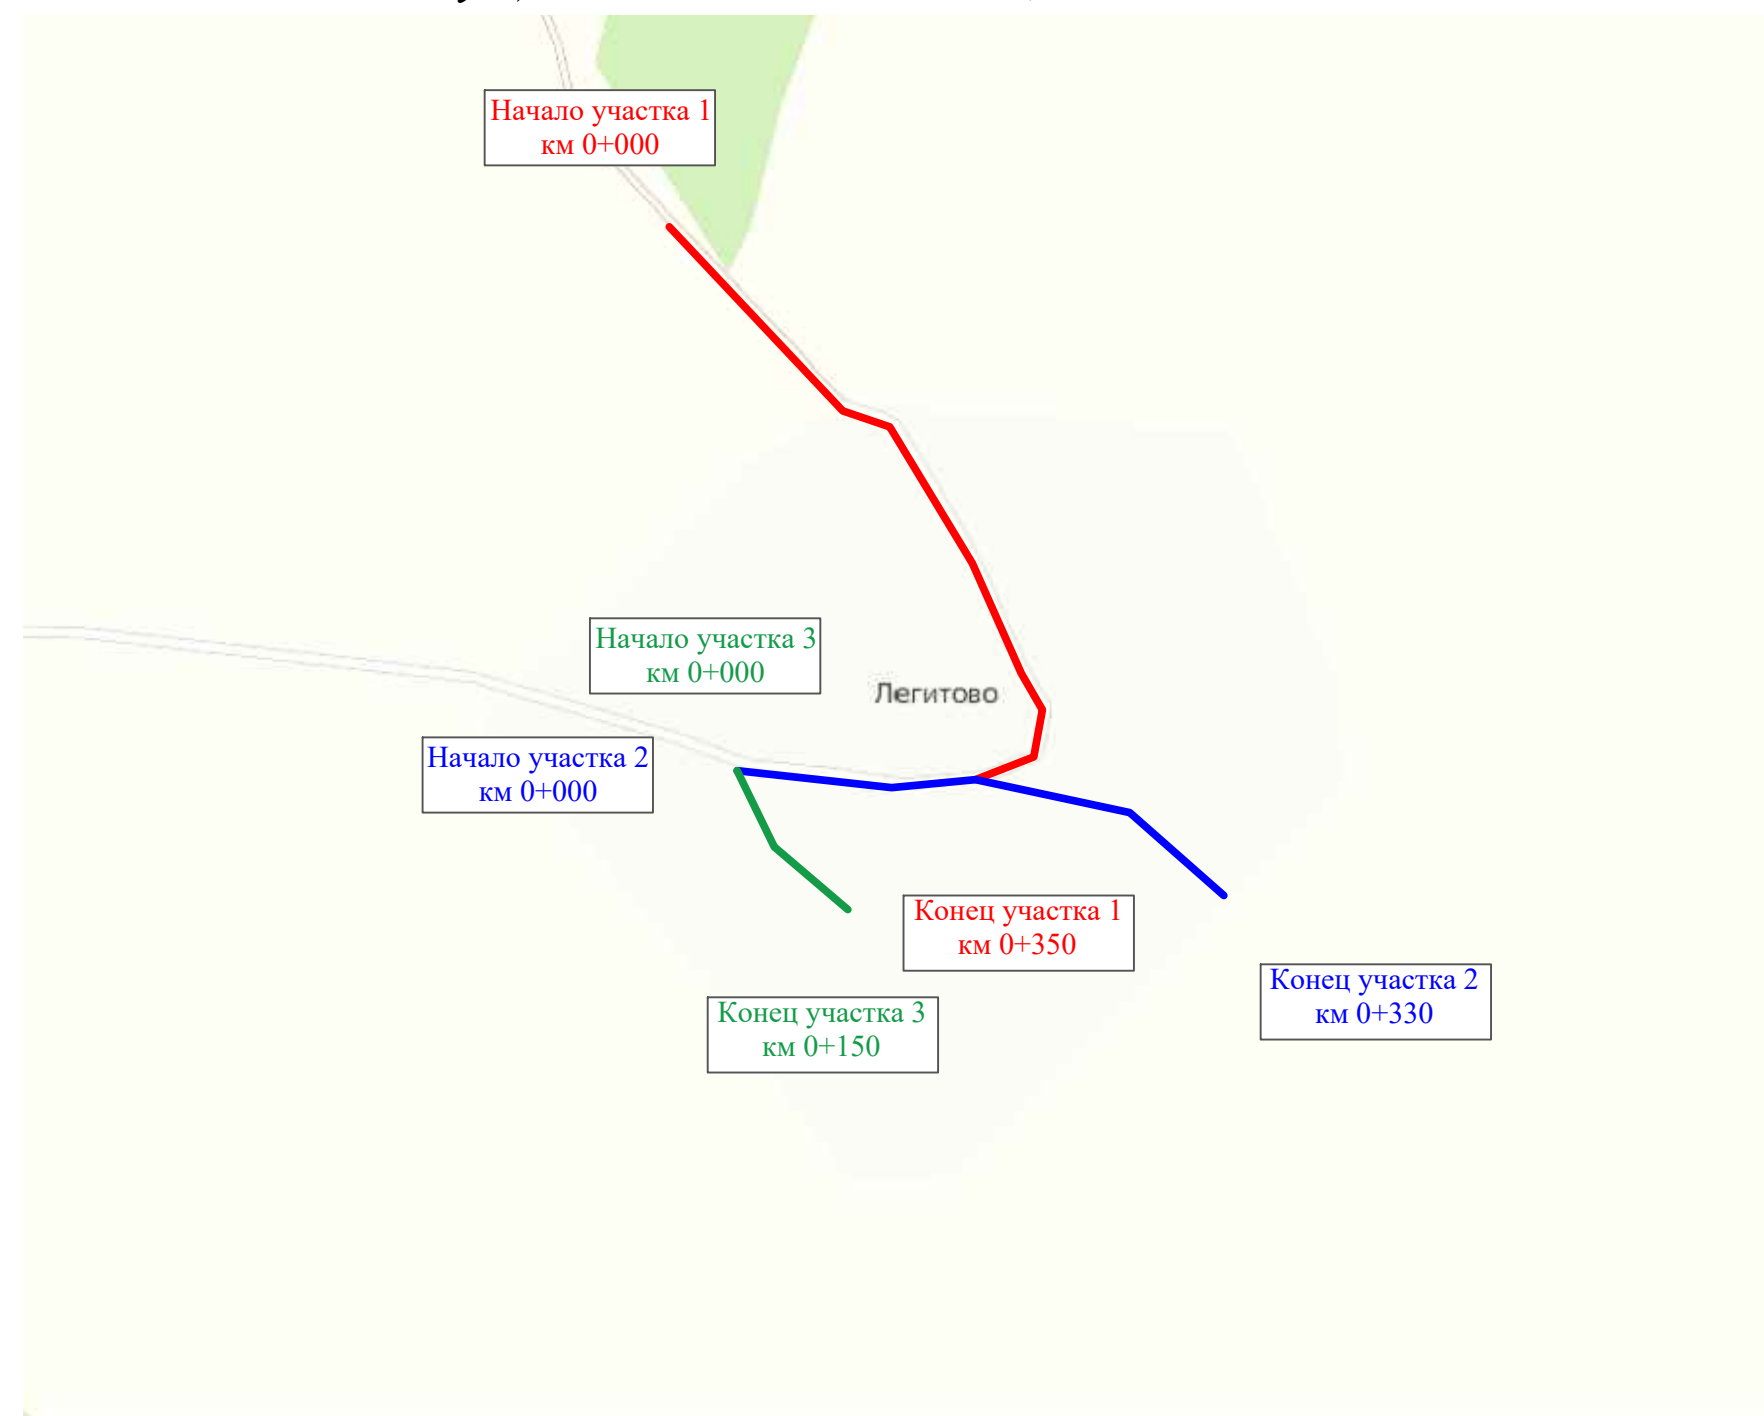 Начало участка 1
км 0+000
Начало участка 3
км 0+000
Легитово
Начало участка 2
км 0+000
Конец участка 1
км 0+350
Конец участка 2
км 0+330
Конец участка 3
км 0+150